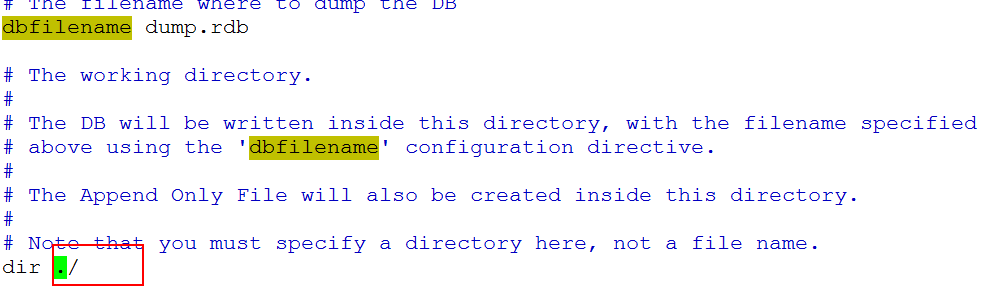 # The filename where to dump the DB
dbfilename dump.rdb
# The working directory.
#
# The DB will be written inside this directory, with the filename specified
# above using the 'dbfilename' configuration directive.
#
# The Append Only File will also be created inside this directory.
#
# Note that you must specify a directory here, not a file name.
dir ./